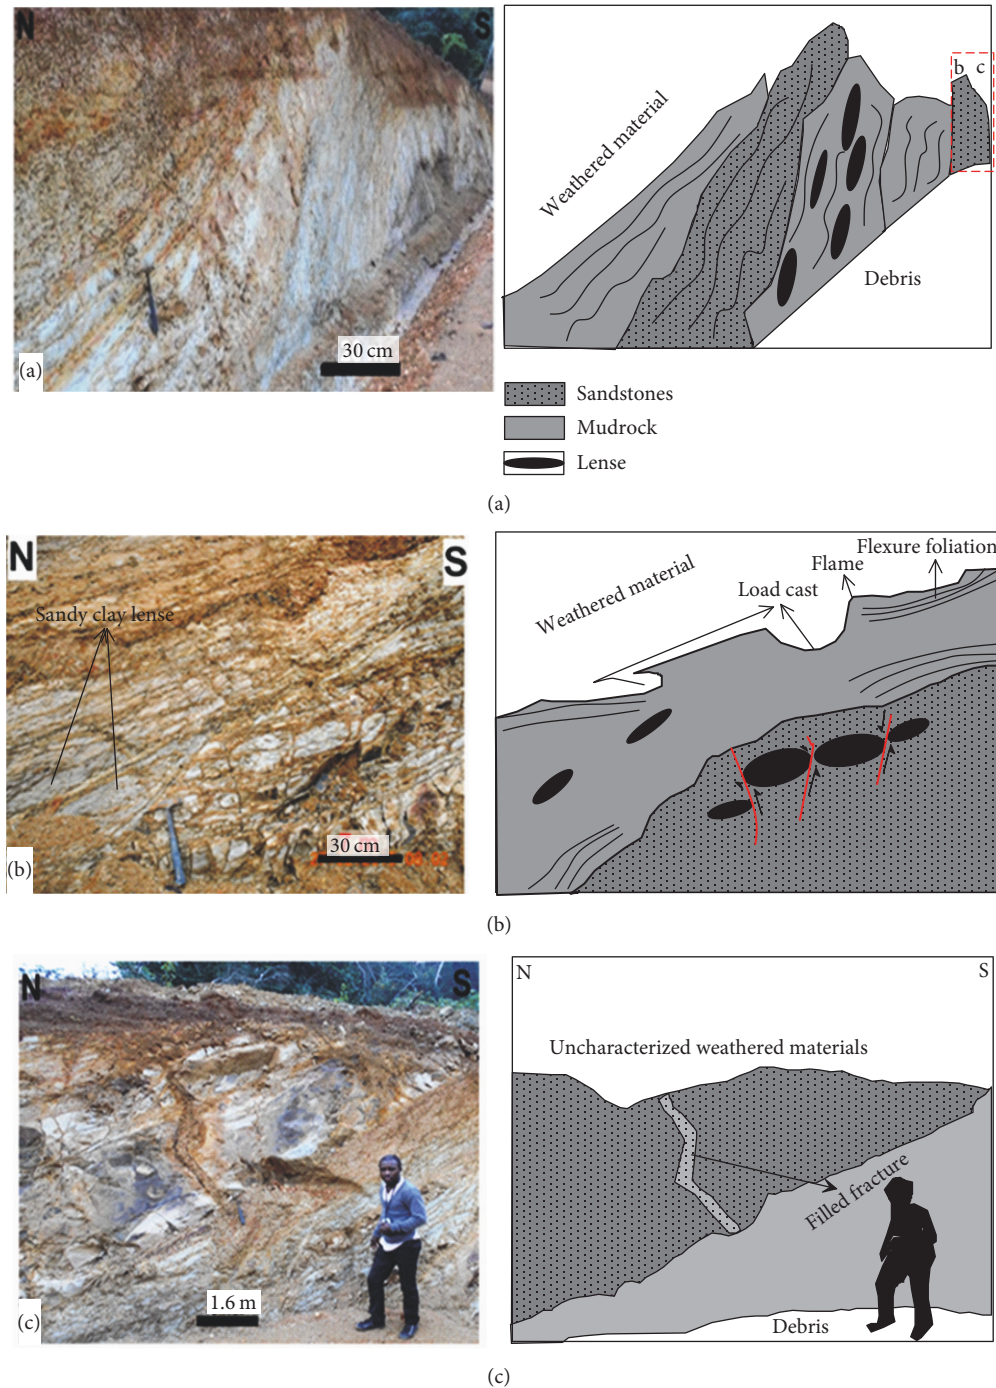 N S
30 cm
(a)
Weathered material
b c
Debris
Sandstones
Mudrock
Lense
(a)
N S
Sandy clay lense
30 cm
(b)
Weathered material
Load cast
Flame
Flexure foliation
(b)
N S
1.6 m
(c)
N S
Uncharacterized weathered materials
Filled fracture
Debris
(c)